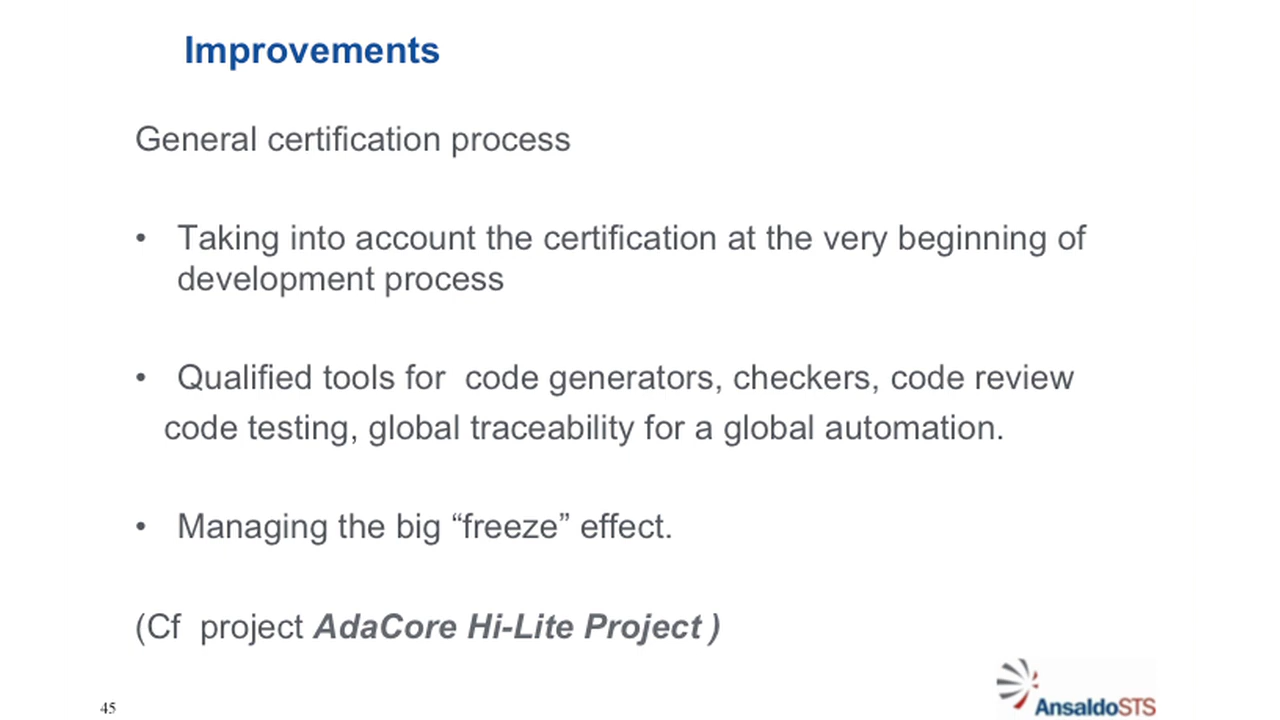 Improvements
General certification process
• Taking into account the certification at the very beginning of
development process
• Qualified tools for  code generators, checkers, code review
code testing, global traceability for a global automation.
• Managing the big “freeze” effect.
(Cf  project AdaCore Hi-Lite Project )
45
AnsaldoSTS